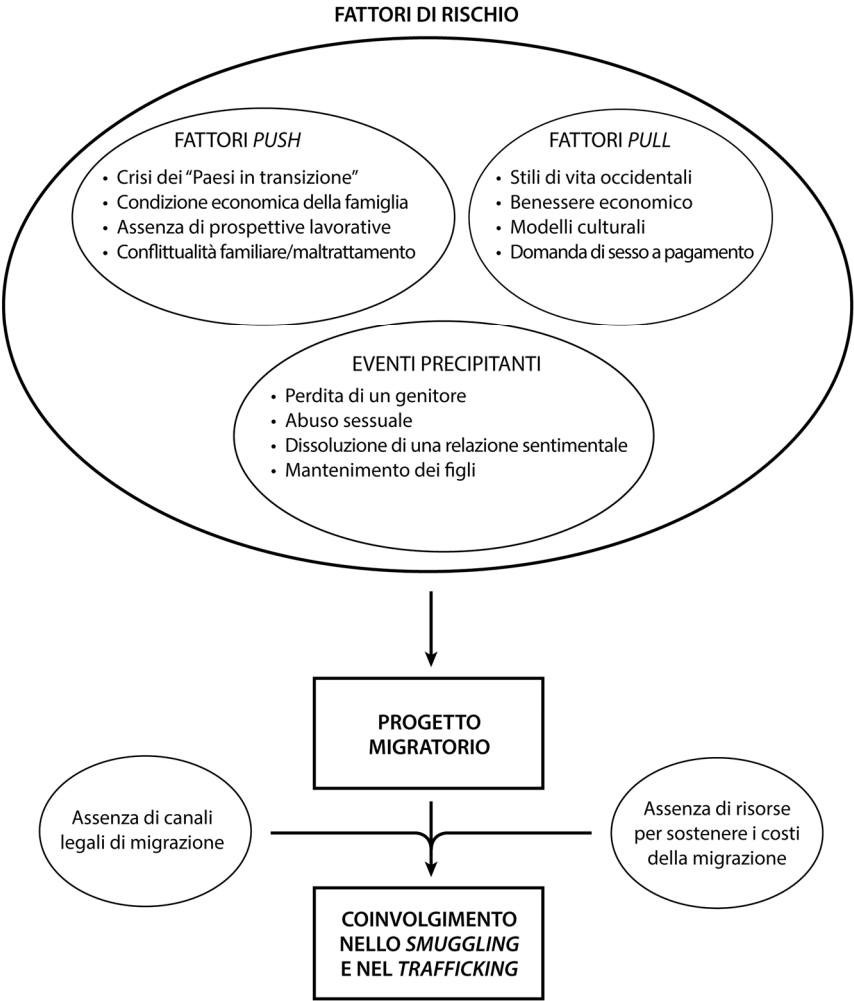 FATTORI DI RISCHIO
FATTORI PUSH
• Crisi dei “Paesi in transizione”
• Condizione economica della famiglia
• Assenza di prospettive lavorative
• Conflittualità familiare/maltrattamento
FATTORI PULL
• Stili di vita occidentali
• Benessere economico
• Modelli culturali
• Domanda di sesso a pagamento
EVENTI PRECIPITANTI
• Perdita di un genitore
• Abuso sessuale
• Dissoluzione di una relazione sentimentale
• Mantenimento dei figli
PROGETTO
MIGRATORIO
Assenza di canali
legali di migrazione
Assenza di risorse
per sostenere i costi
della migrazione
COINVOLGIMENTO
NELLO SMUGGLING
E NEL TRAFFICKING